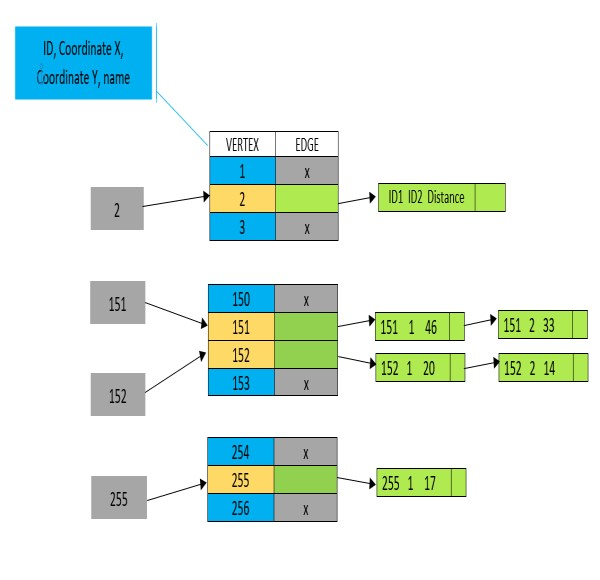 ID, Coordinate X,
Coordinate Y, name
VERTEX EDGE
1 x
2
3 x
2
ID1 ID2 Distance
151
152
150 x
151
152
153 x
151 1 46
151 2 33
152 1 20
152 2 14
255
254 x
255
256 x
255 1 17